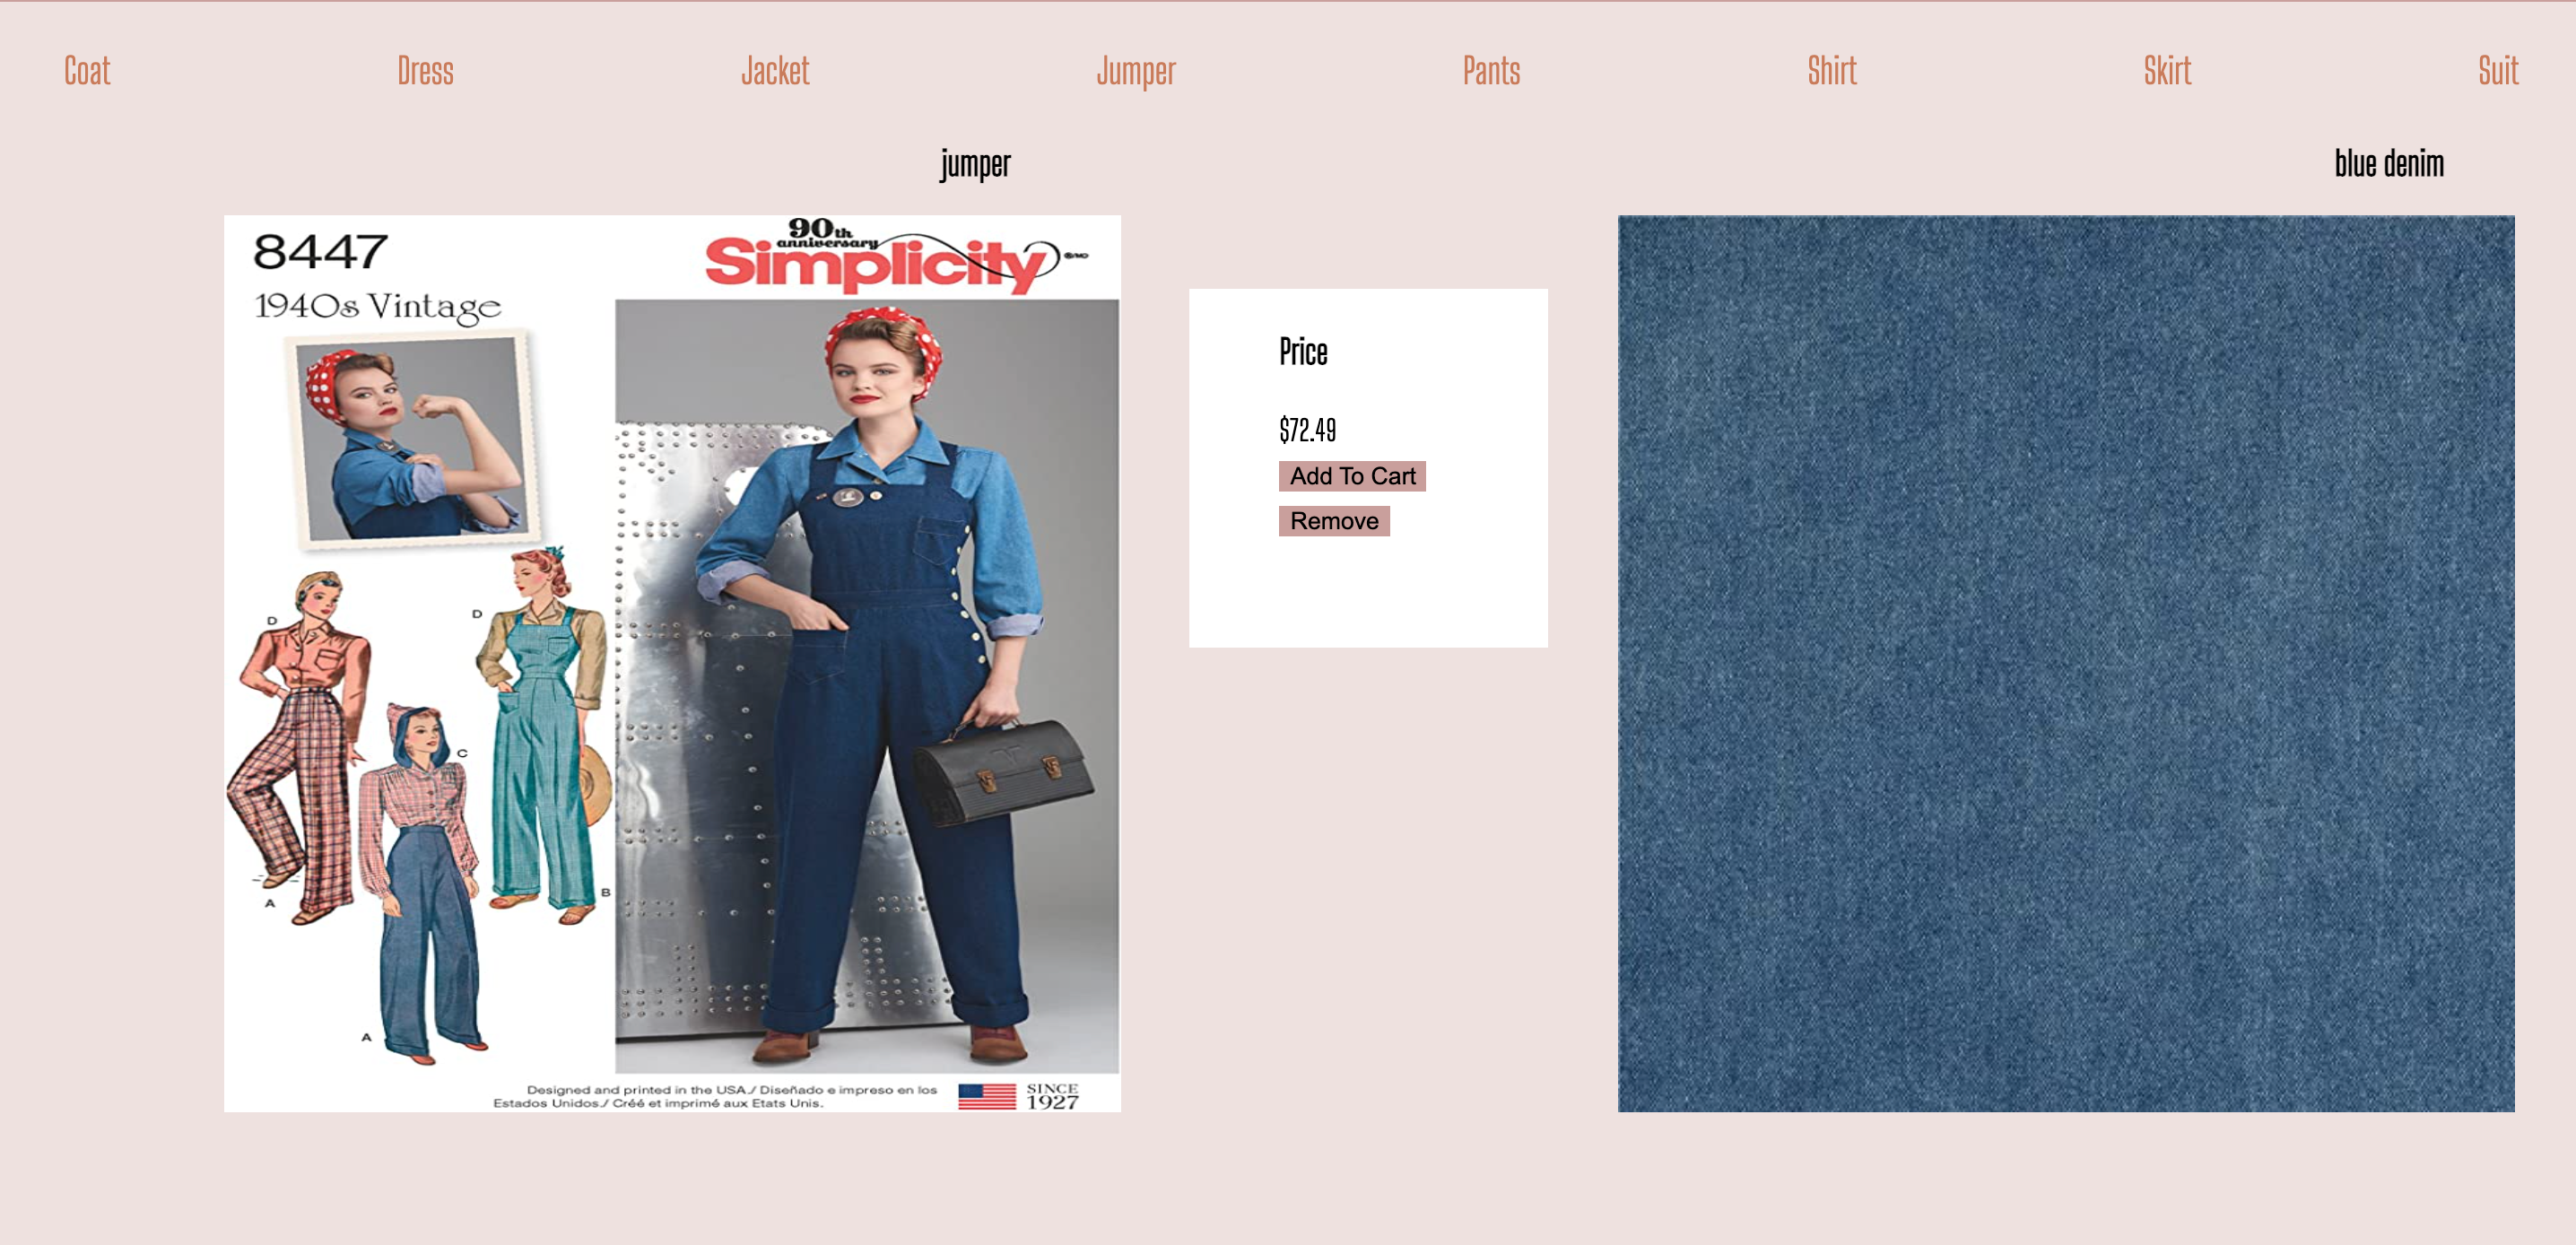 Coat Dress Jacket Jumper Pants Shirt Skirt Suit
jumper
blue denim
8447
1940s Vintage
90th
anniversary
Simplicity
D
D
C
B
A
A
Designed and printed in the USA./ Diseñado e impreso en los
Estados Unidos./ Créé et imprimé aux Etats Unis.
SINCE
1927
Price
$72.49
Add To Cart
Remove